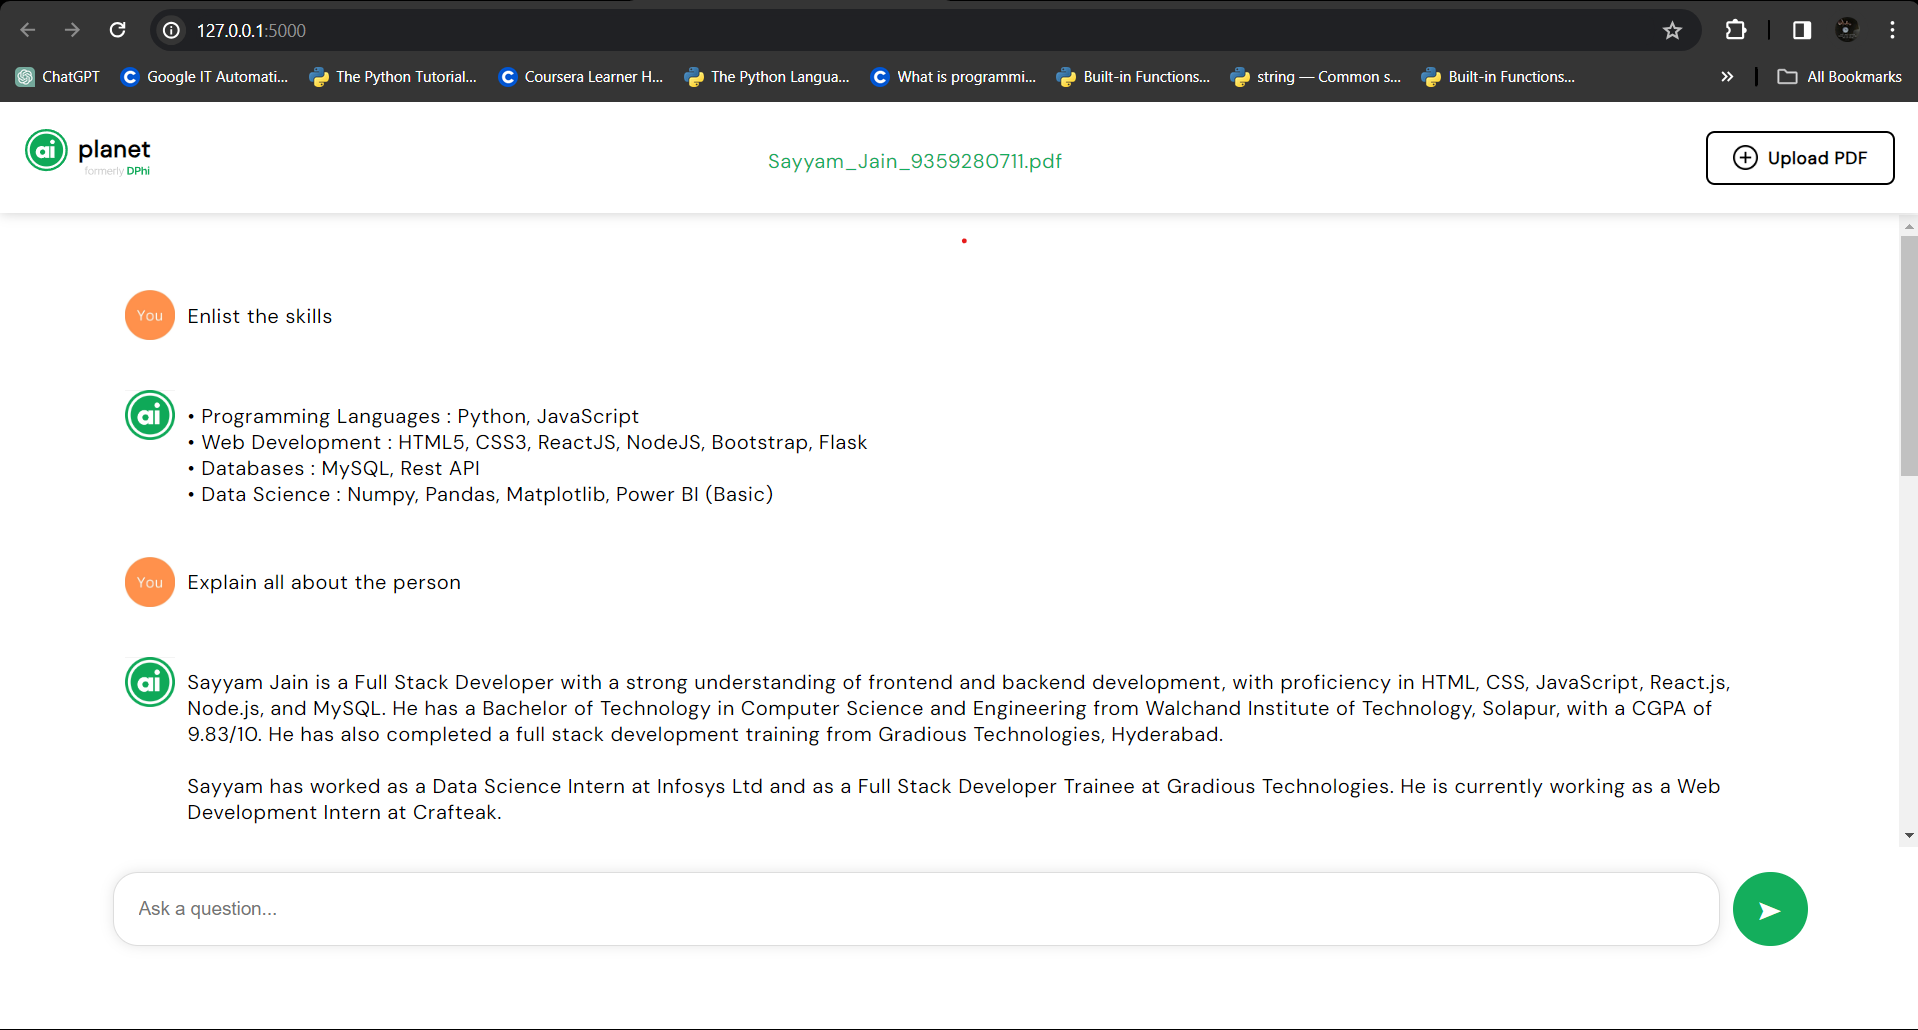 127.0.0.1:5000
ChatGPT
Google IT Automati...
The Python Tutorial...
Coursera Learner H...
The Python Langua...
What is programmi...
Built-in Functions...
string — Common s...
Built-in Functions...
»
All Bookmarks
ai planet
formerly DPhi
Sayyam_Jain_9359280711.pdf
Upload PDF
You
Enlist the skills
ai
• Programming Languages : Python, JavaScript
• Web Development : HTML5, CSS3, ReactJS, NodeJS, Bootstrap, Flask
• Databases : MySQL, Rest API
• Data Science : Numpy, Pandas, Matplotlib, Power BI (Basic)
You
Explain all about the person
ai
Sayyam Jain is a Full Stack Developer with a strong understanding of frontend and backend development, with proficiency in HTML, CSS, JavaScript, React.js,
Node.js, and MySQL. He has a Bachelor of Technology in Computer Science and Engineering from Walchand Institute of Technology, Solapur, with a CGPA of
9.83/10. He has also completed a full stack development training from Gradious Technologies, Hyderabad.
Sayyam has worked as a Data Science Intern at Infosys Ltd and as a Full Stack Developer Trainee at Gradious Technologies. He is currently working as a Web
Development Intern at Crafteak.
Ask a question...